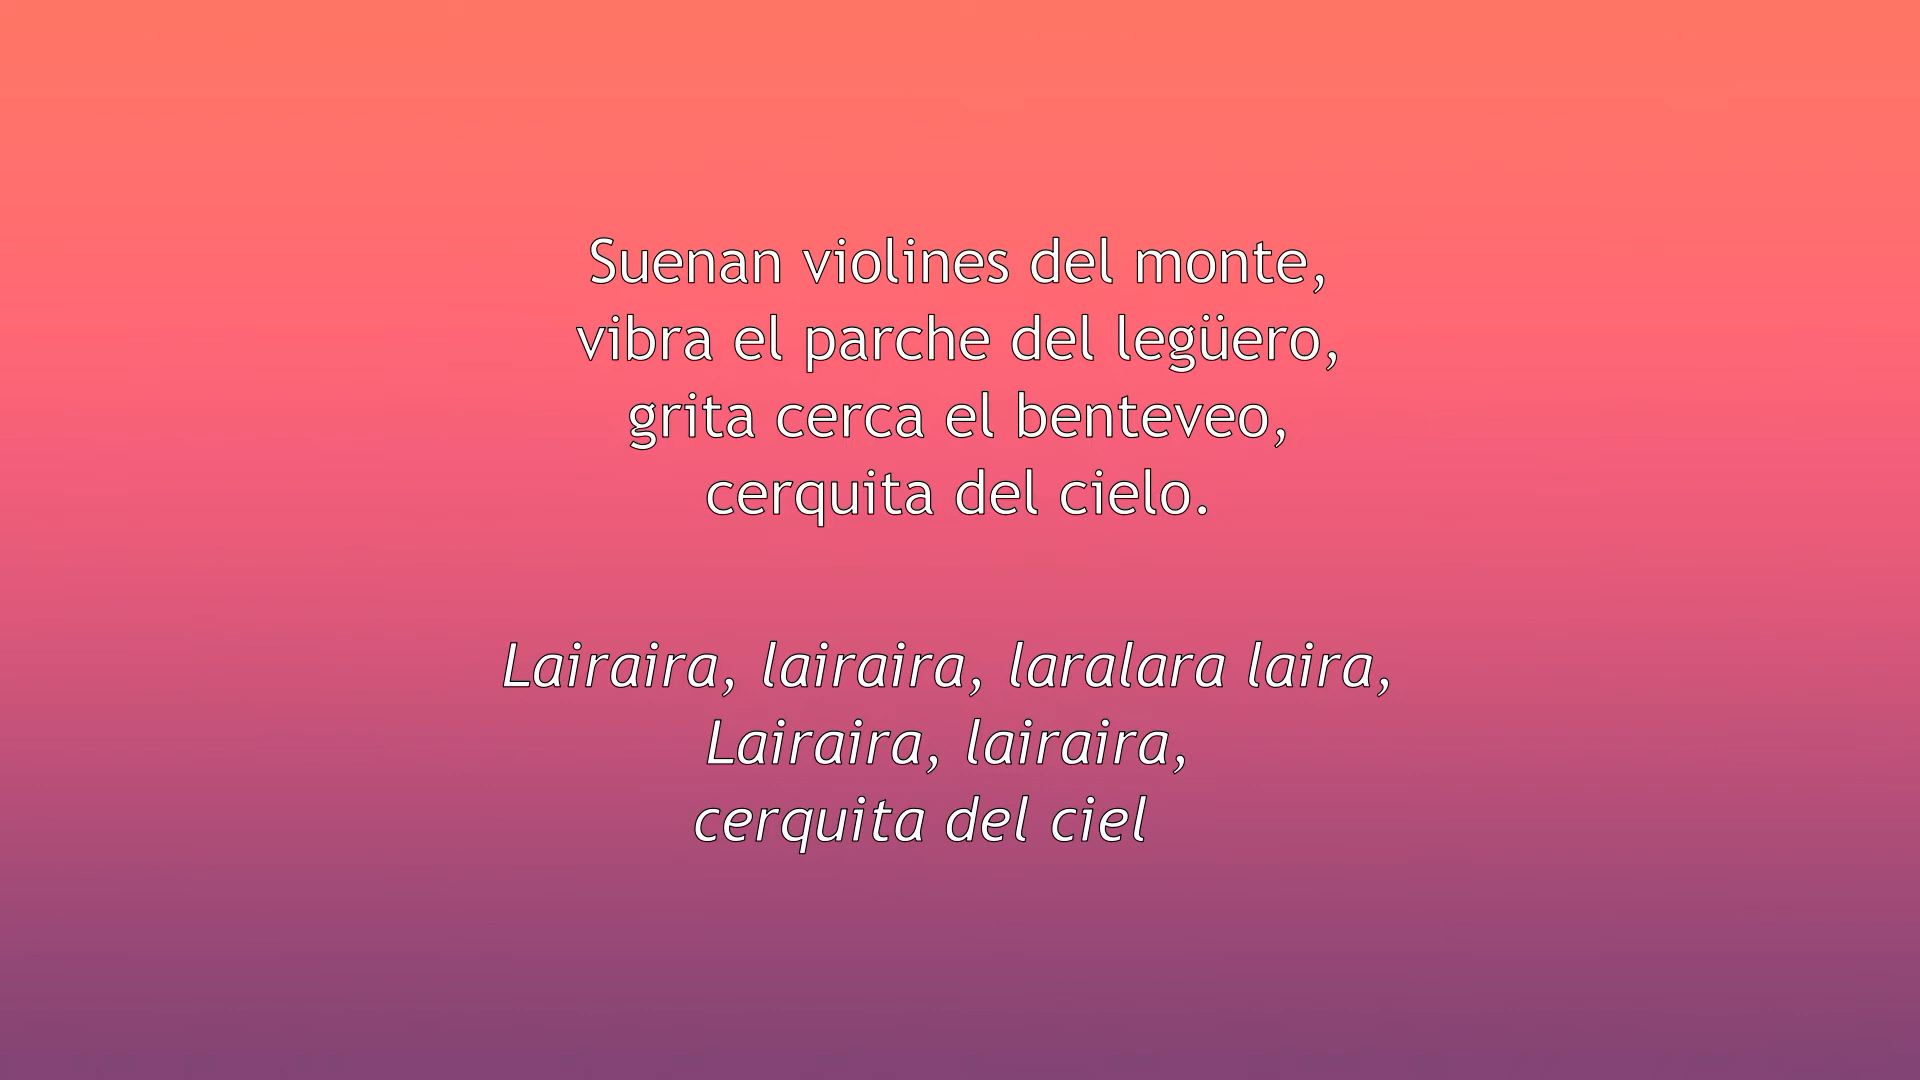 Suenan violines del monte,
vibra el parche del legüero,
grita cerca el benteveo,
cerquita del cielo.
Lairaira, lairaira, laralara laira,
Lairaira, lairaira,
cerquita del ciel